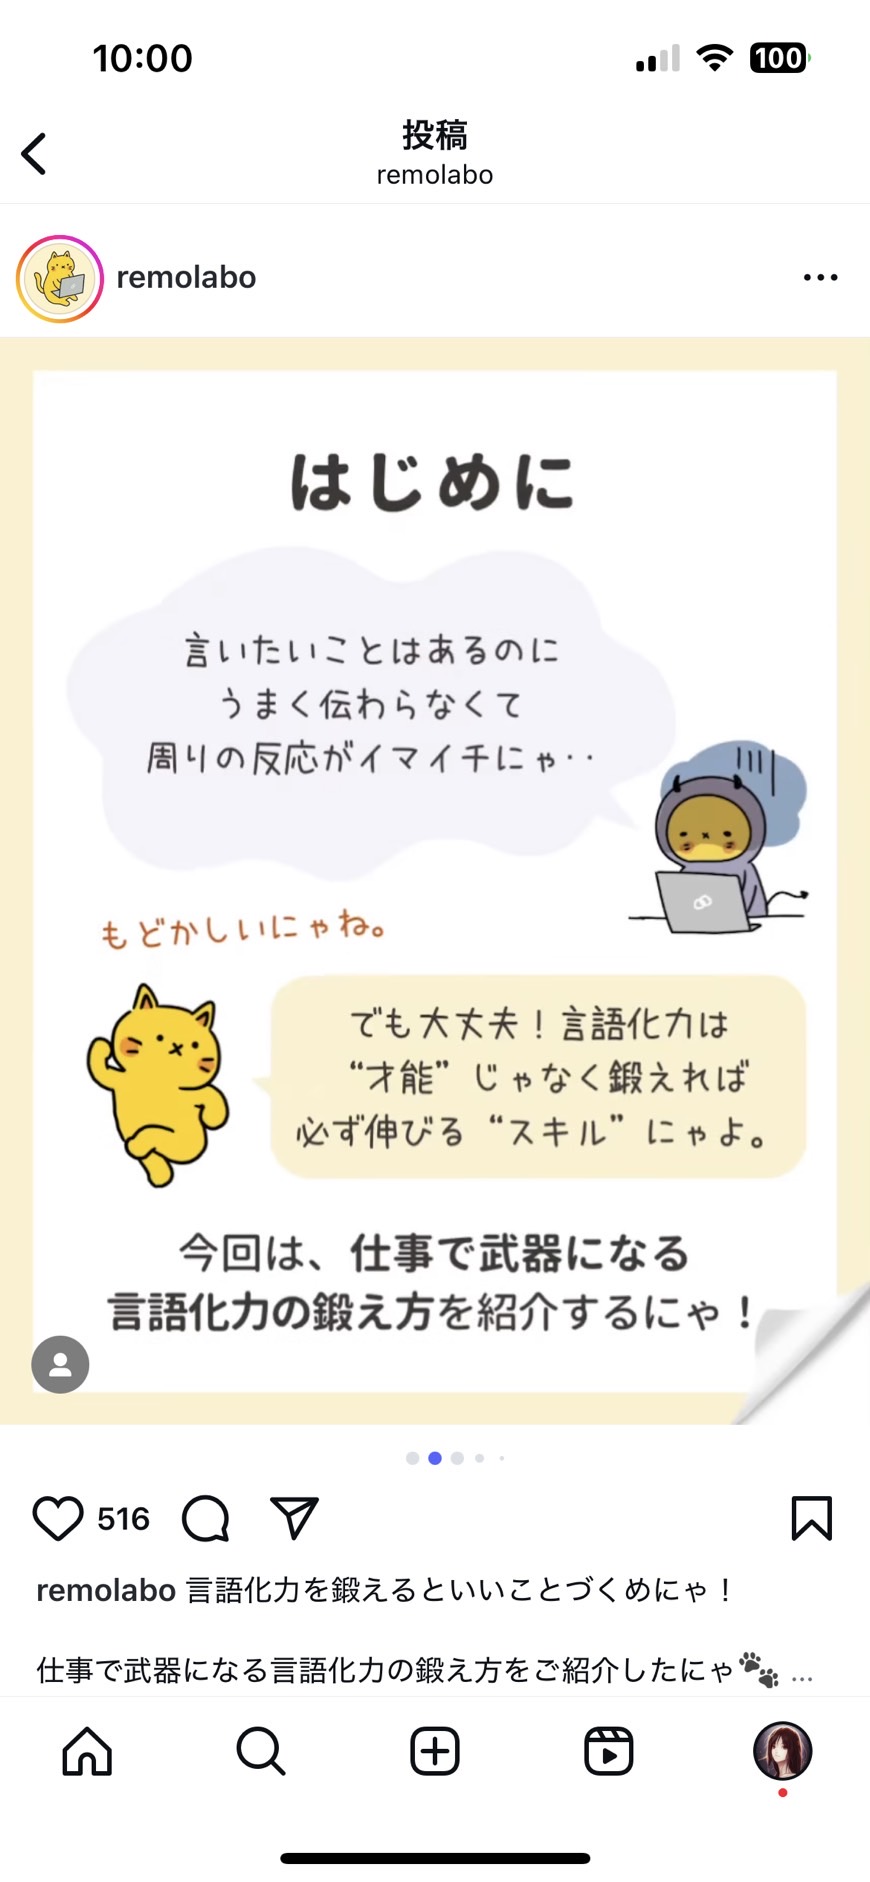 10:00
100
投稿
remolabo
remolabo
はじめに
言いたいことはあるのに
うまく伝わらなくて
周りの反応がイマイチにゃ‥
もどかしいにゃね。
でも大丈夫！言語化力は
“才能”じゃなく鍛えれば
必ず伸びる“スキル”にゃよ。
今回は、仕事で武器になる
言語化力の鍛え方を紹介するにゃ！
516
remolabo 言語化力を鍛えるといいことづくめにゃ！
仕事で武器になる言語化力の鍛え方をご紹介したにゃ🐾 ...